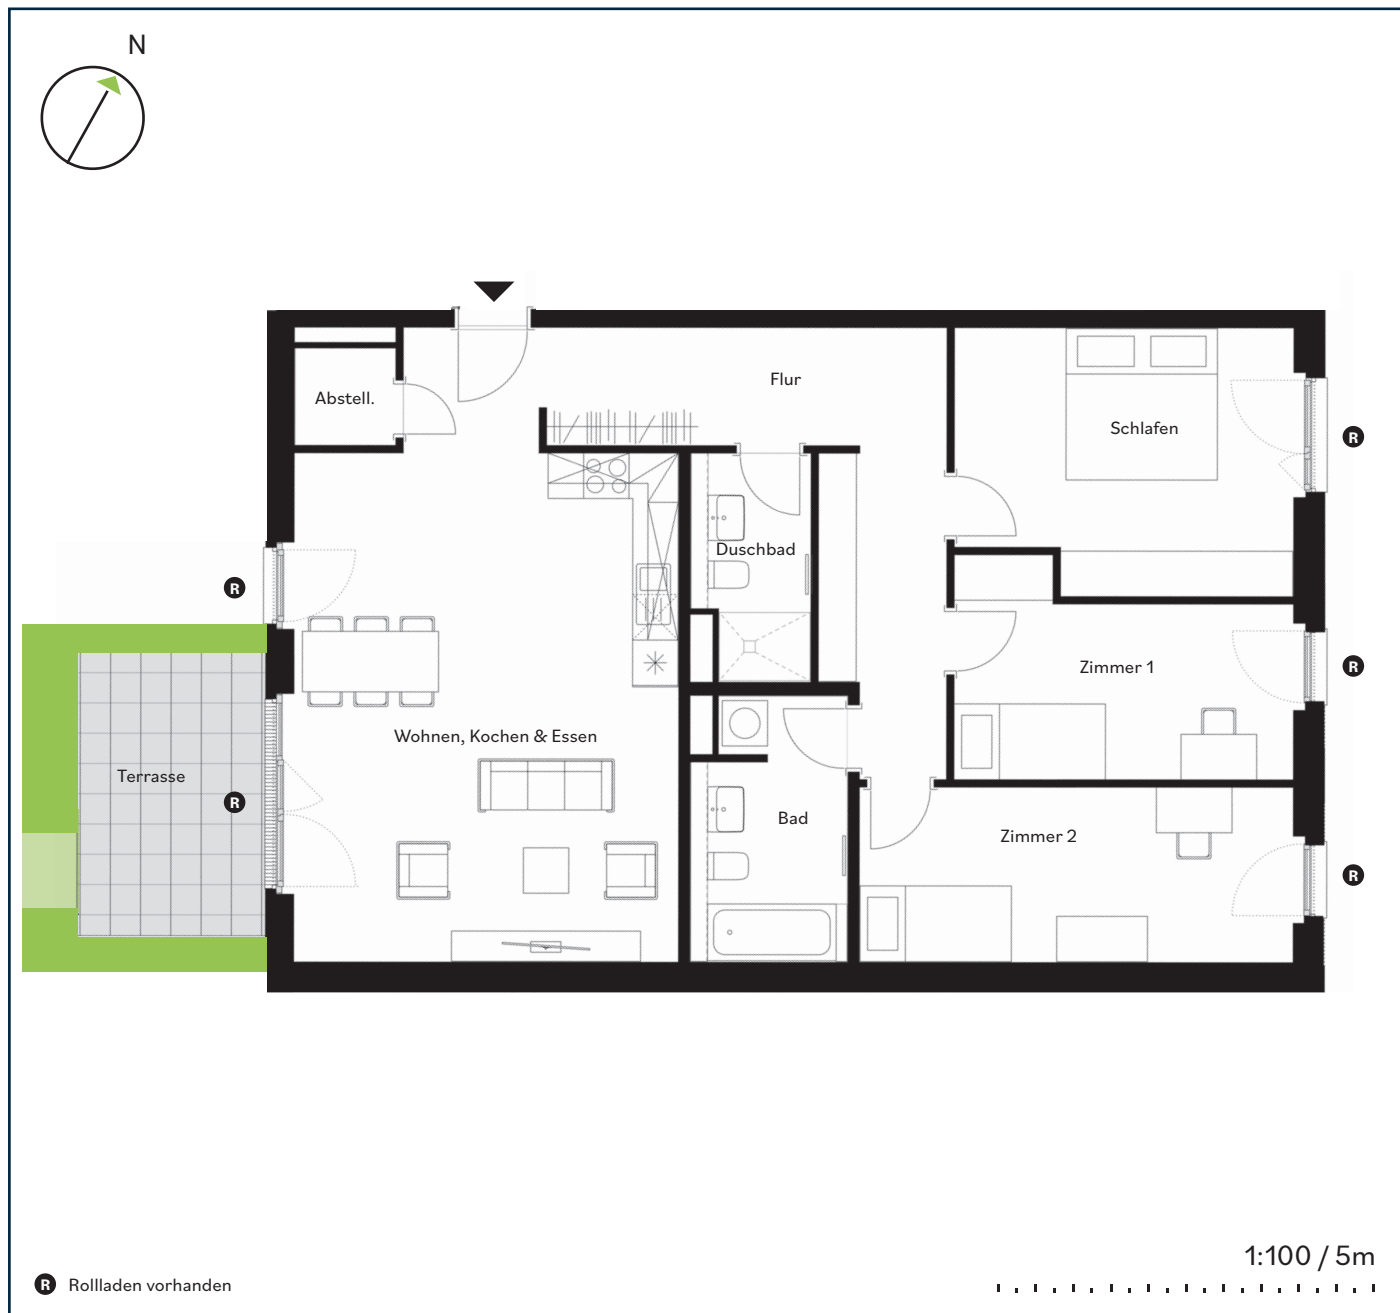 N
Flur
Abstell.
Schlafen
R
Duschbad
R
Zimmer 1
R
Wohnen, Kochen & Essen
Terrasse
R
Bad
Zimmer 2
R
1:100 / 5m
R Rollladen vorhanden